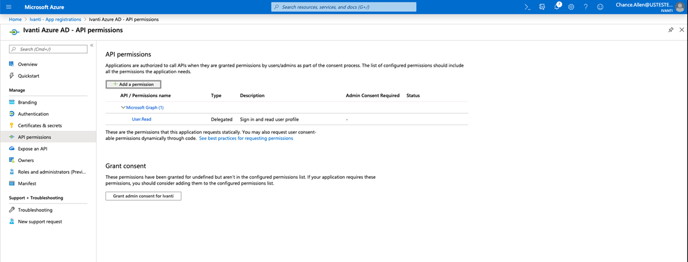 Microsoft Azure
Search resources, services, and docs (G+/)
Chance.Allen@USTESTE...
IVANTI
Home > Ivanti - App registrations > Ivanti Azure AD - API permissions
Ivanti Azure AD - API permissions
Search (Cmd+/)
Overview
Quickstart
Manage
Branding
Authentication
Certificates & secrets
API permissions
Expose an API
Owners
Roles and administrators (Previ...
Manifest
Support + Troubleshooting
Troubleshooting
New support request
API permissions
Applications are authorized to call APIs when they are granted permissions by users/admins as part of the consent process. The list of configured permissions should include
all the permissions the application needs.
+ Add a permission
API / Permissions name Type Description Admin Consent Required Status
Microsoft Graph (1)
User.Read Delegated Sign in and read user profile -
These are the permissions that this application requests statically. You may also request user consent-
able permissions dynamically through code. See best practices for requesting permissions
Grant consent
These permissions have been granted for undefined but aren't in the configured permissions list. If your application requires these
permissions, you should consider adding them to the configured permissions list.
Grant admin consent for Ivanti